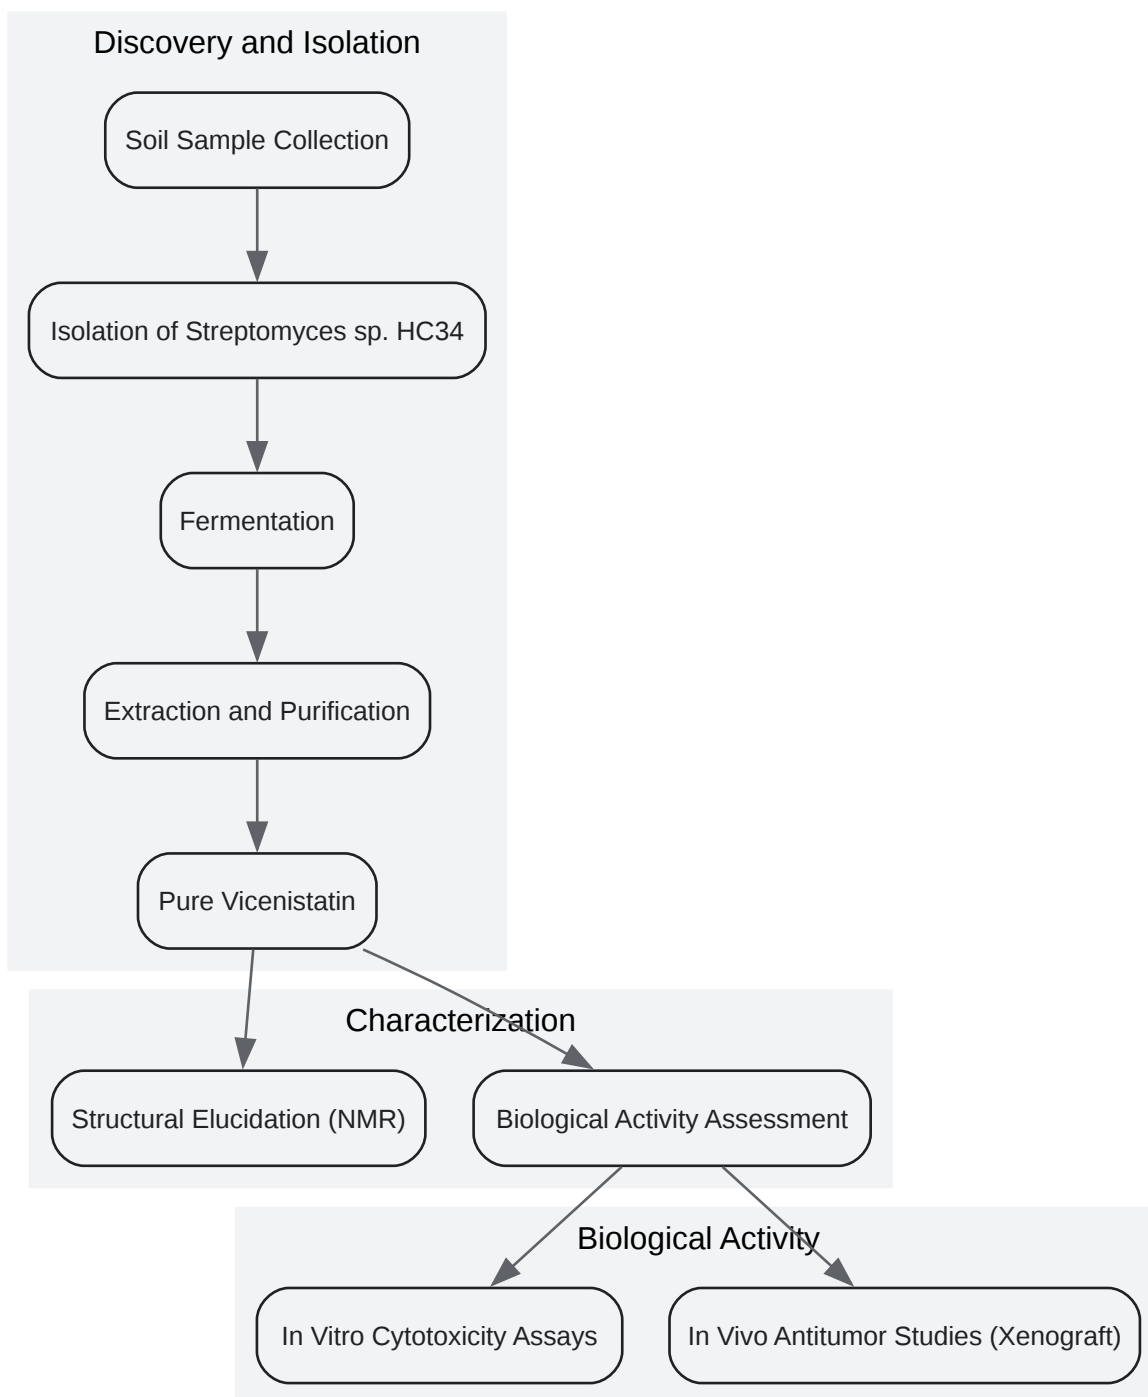 Discovery and Isolation
Soil Sample Collection
Isolation of Streptomyces sp. HC34
Fermentation
Extraction and Purification
Pure Vicenistatin
Characterization
Structural Elucidation (NMR)
Biological Activity Assessment
Biological Activity
In Vitro Cytotoxicity Assays
In Vivo Antitumor Studies (Xenograft)